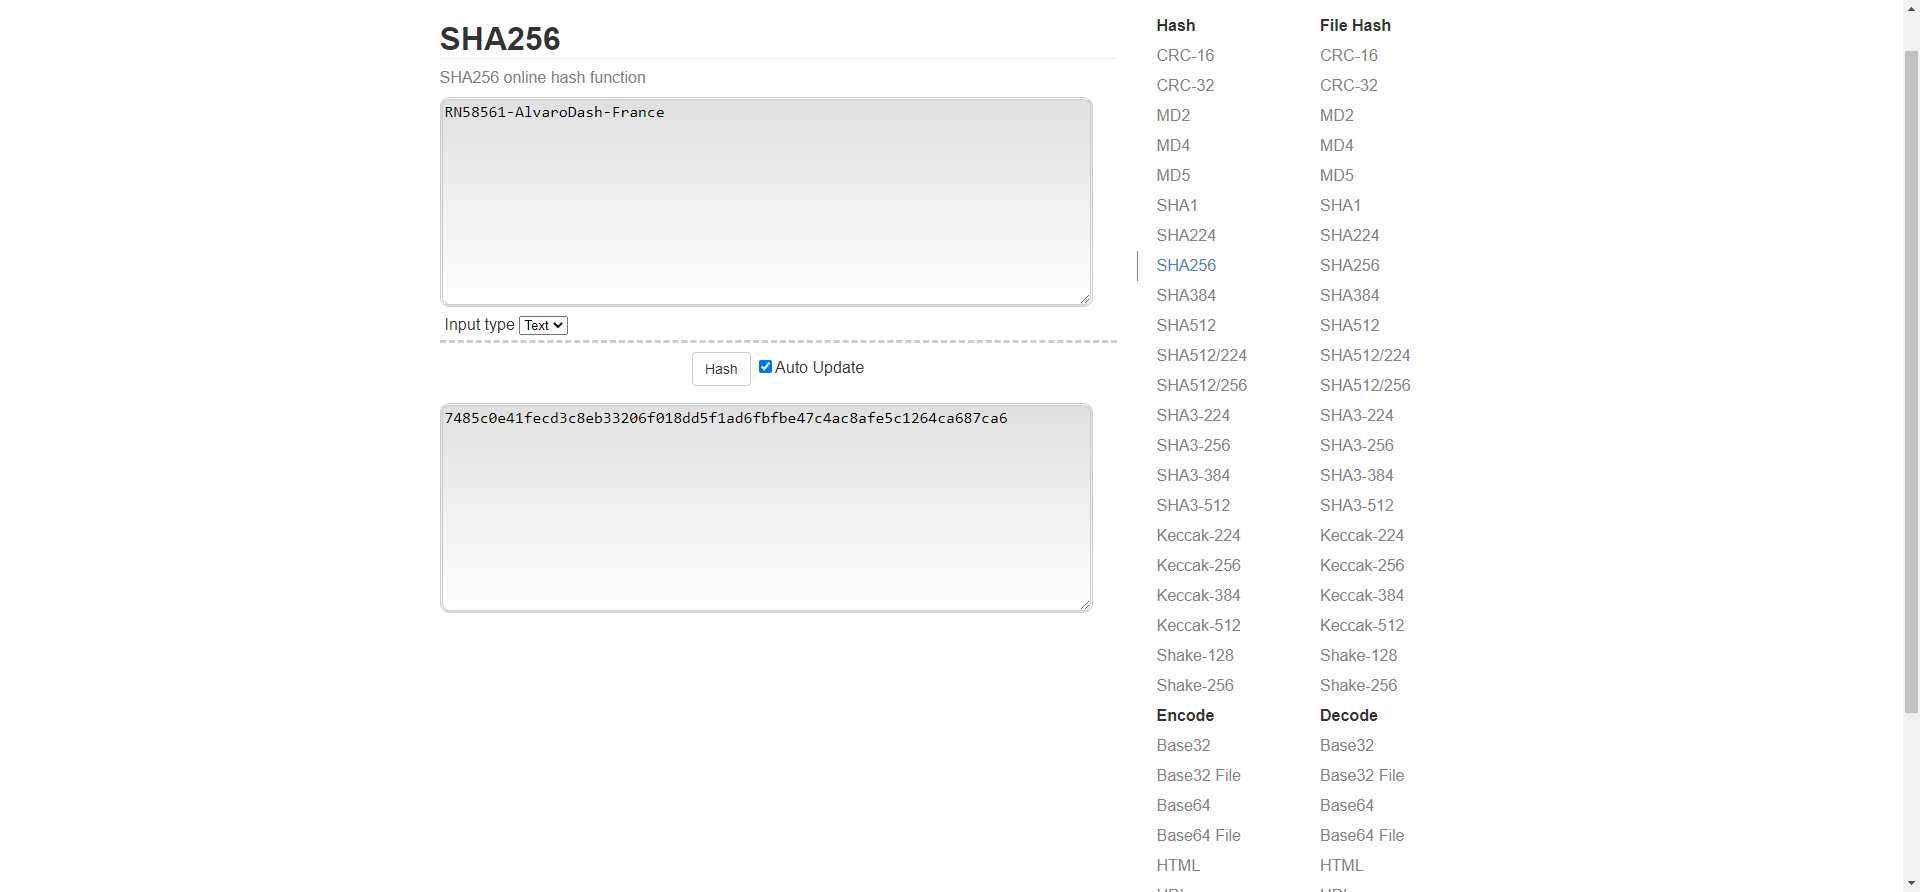 SHA256
SHA256 online hash function
RN58561-AlvaroDash-France
Input type Text
Hash Auto Update
7485c0e41fecd3c8eb33206f018dd5f1ad6fbfbe47c4ac8afe5c1264ca687ca6
Hash
CRC-16
CRC-32
MD2
MD4
MD5
SHA1
SHA224
SHA256
SHA384
SHA512
SHA512/224
SHA512/256
SHA3-224
SHA3-256
SHA3-384
SHA3-512
Keccak-224
Keccak-256
Keccak-384
Keccak-512
Shake-128
Shake-256
Encode
Base32
Base32 File
Base64
Base64 File
HTML
File Hash
CRC-16
CRC-32
MD2
MD4
MD5
SHA1
SHA224
SHA256
SHA384
SHA512
SHA512/224
SHA512/256
SHA3-224
SHA3-256
SHA3-384
SHA3-512
Keccak-224
Keccak-256
Keccak-384
Keccak-512
Shake-128
Shake-256
Decode
Base32
Base32 File
Base64
Base64 File
HTML